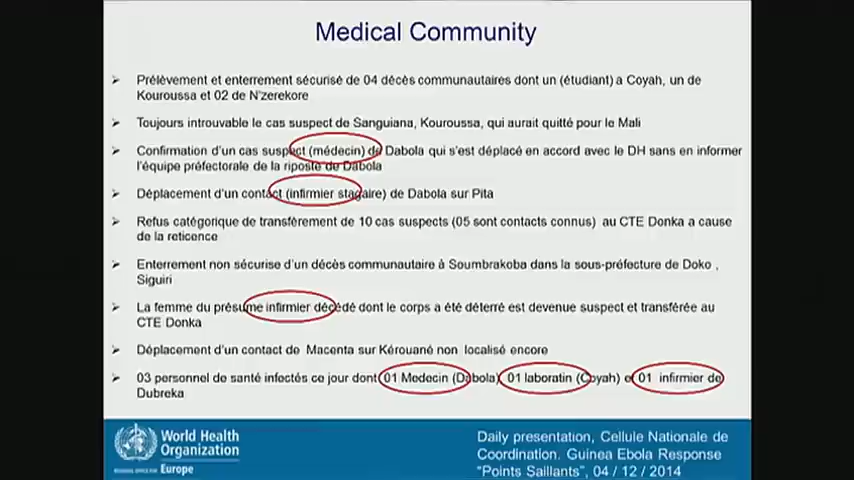 Medical Community
Prélèvement et enterrement sécurisé de 04 décès communautaires dont un (étudiant) a Coyah, un de
Kouroussa et 02 de N'zerekore
Toujours introuvable le cas suspect de Sanguiana, Kouroussa, qui aurait quitté pour le Mali
Confirmation d'un cas suspect (médecin) de Dabola qui s'est déplacé en accord avec le DH sans en informer
l'équipe préfectorale de la riposte de Dabola
Déplacement d'un contact (infirmier stagaire) de Dabola sur Pita
Refus catégorique de transfèrement de 10 cas suspects (05 sont contacts connus) au CTE Donka a cause
de la reticence
Enterrement non sécurise d'un décès communautaire à Soumbrakoba dans la sous-préfecture de Doko ,
Siguiri
La femme du présume infirmier décédé dont le corps a été déterré est devenue suspect et transférée au
CTE Donka
Déplacement d'un contact de Macenta sur Kérouané non localisé encore
03 personnel de santé infectés ce jour dont 01 Medecin (Dabola), 01 laboratin (Coyah) et 01 infirmier de
Dubreka
World Health
Organization
REGIONAL OFFICE FOR Europe
Daily presentation, Cellule Nationale de
Coordination. Guinea Ebola Response
"Points Saillants", 04 / 12 / 2014